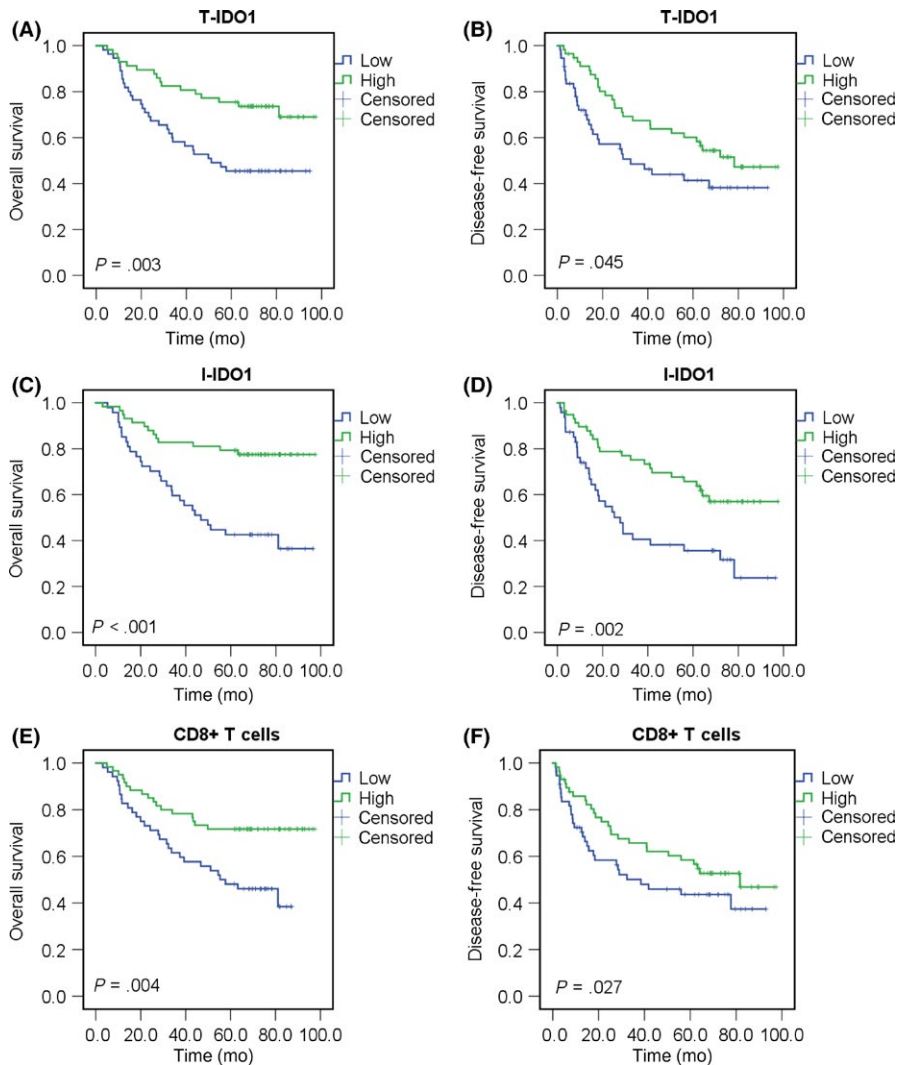 (A)
T-IDO1
1.0
0.8
0.6
0.4
0.2
0.0
Overall survival
P = .003
0.0 20.0 40.0 60.0 80.0 100.0
Time (mo)
Low
High
Censored
Censored
(B)
T-IDO1
1.0
0.8
0.6
0.4
0.2
0.0
Disease-free survival
P = .045
0.0 20.0 40.0 60.0 80.0 100.0
Time (mo)
Low
High
Censored
Censored
(C)
I-IDO1
1.0
0.8
0.6
0.4
0.2
0.0
Overall survival
P < .001
0.0 20.0 40.0 60.0 80.0 100.0
Time (mo)
Low
High
Censored
Censored
(D)
I-IDO1
1.0
0.8
0.6
0.4
0.2
0.0
Disease-free survival
P = .002
0.0 20.0 40.0 60.0 80.0 100.0
Time (mo)
Low
High
Censored
Censored
(E)
CD8+ T cells
1.0
0.8
0.6
0.4
0.2
0.0
Overall survival
P = .004
0.0 20.0 40.0 60.0 80.0 100.0
Time (mo)
Low
High
Censored
Censored
(F)
CD8+ T cells
1.0
0.8
0.6
0.4
0.2
0.0
Disease-free survival
P = .027
0.0 20.0 40.0 60.0 80.0 100.0
Time (mo)
Low
High
Censored
Censored